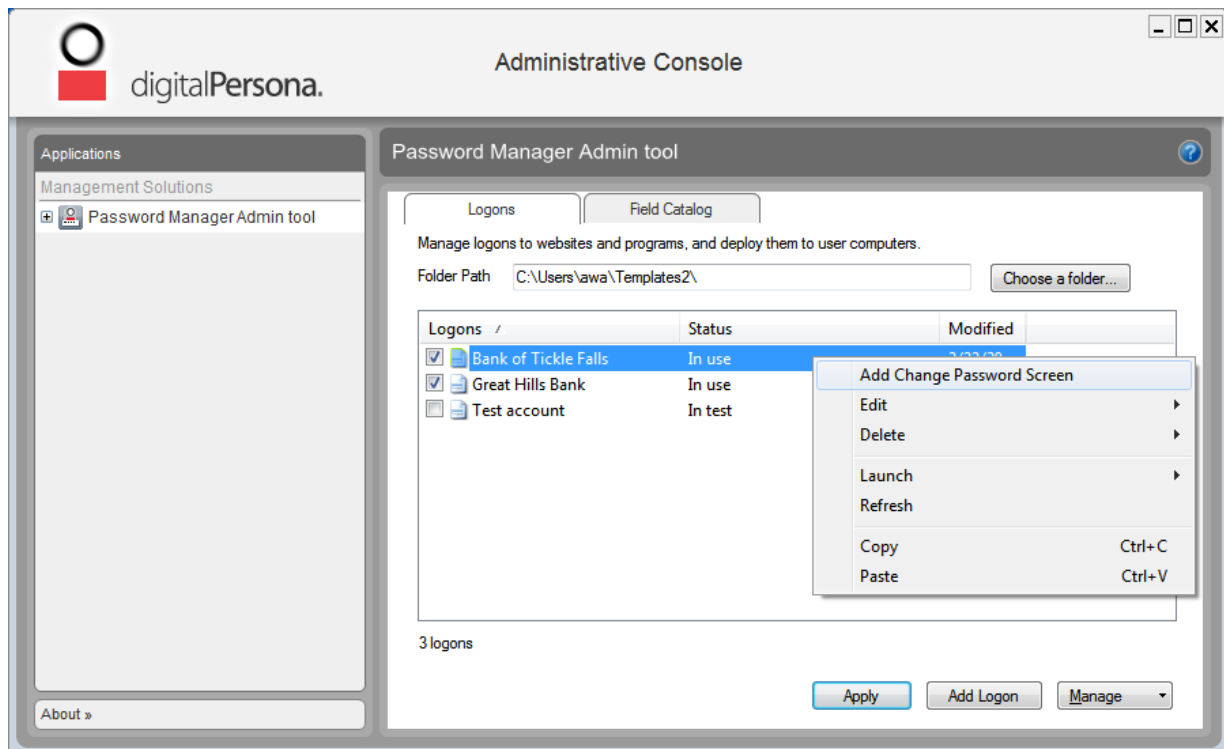 Administrative Console
digitalPersona.
Applications
Management Solutions
Password Manager Admin tool
About »
Password Manager Admin tool
?
Logons
Field Catalog
Manage logons to websites and programs, and deploy them to user computers.
Folder Path C:\Users\awa\Templates2\ Choose a folder...
Logons Status Modified
Bank of Tickle Falls In use
Great Hills Bank In use
Test account In test
Add Change Password Screen
Edit
Delete
Launch
Refresh
Copy Ctrl+C
Paste Ctrl+V
3 logons
Apply Add Logon Manage